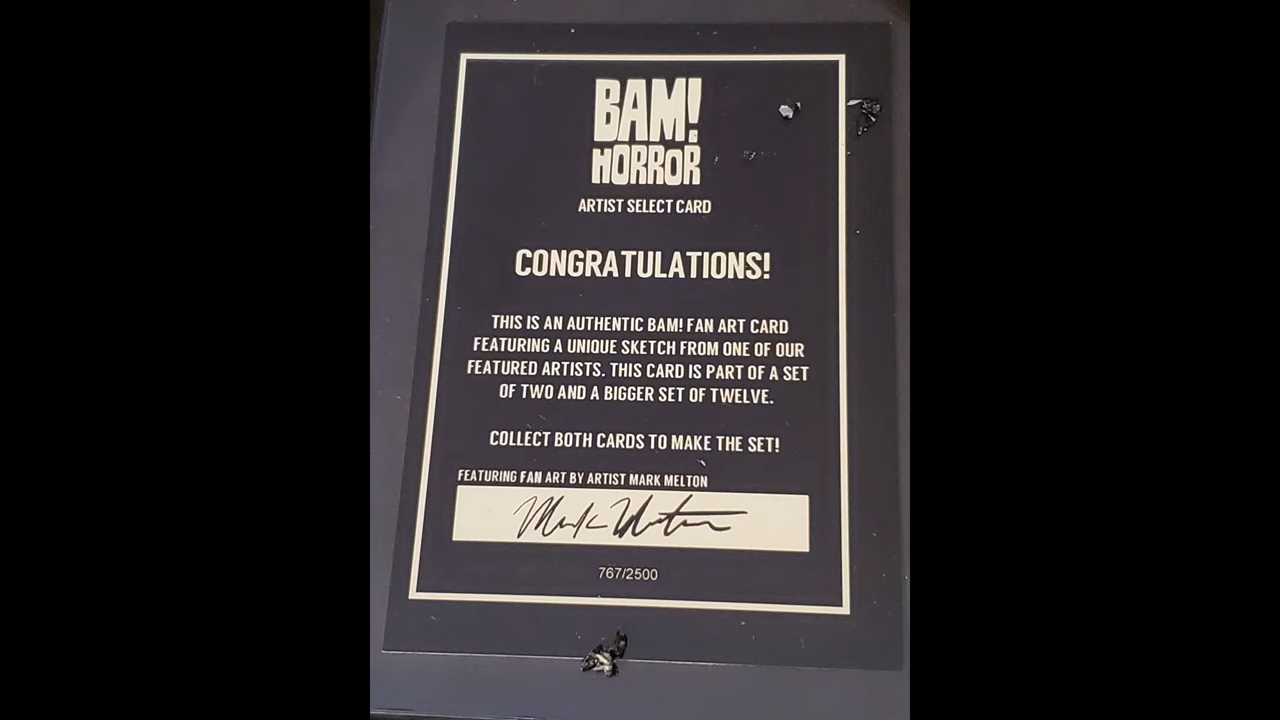 BAM!
HORROR
ARTIST SELECT CARD
CONGRATULATIONS!
THIS IS AN AUTHENTIC BAM! FAN ART CARD
FEATURING A UNIQUE SKETCH FROM ONE OF OUR
FEATURED ARTISTS. THIS CARD IS PART OF A SET
OF TWO AND A BIGGER SET OF TWELVE.
COLLECT BOTH CARDS TO MAKE THE SET!
FEATURING FAN ART BY ARTIST MARK MELTON
Mark Melton
767/2500